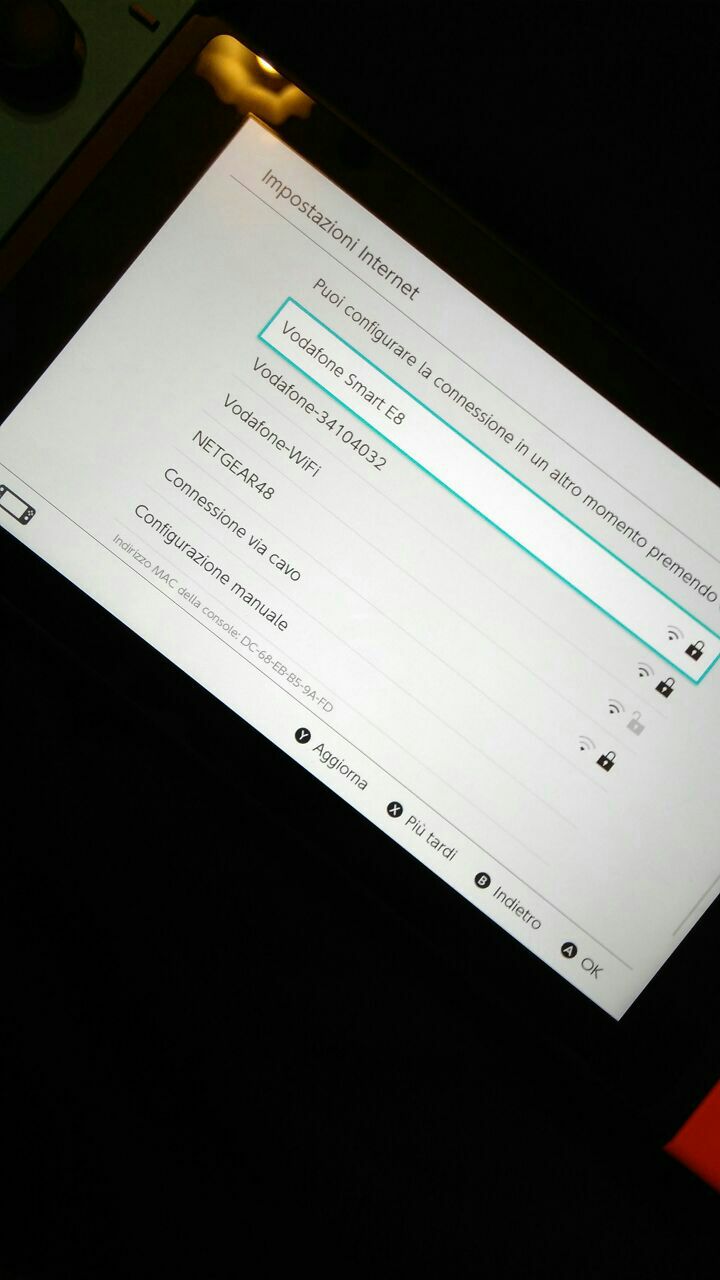 Impostazioni Internet
Puoi configurare la connessione in un altro momento premendo
Vodafone Smart E8
Vodafone-34104032
Vodafone-WiFi
NETGEAR48
Connessione via cavo
Configurazione manuale
Indirizzo MAC della console: DC-68-EB-B5-9A-FD
Y Aggiorna X Più tardi B Indietro A OK